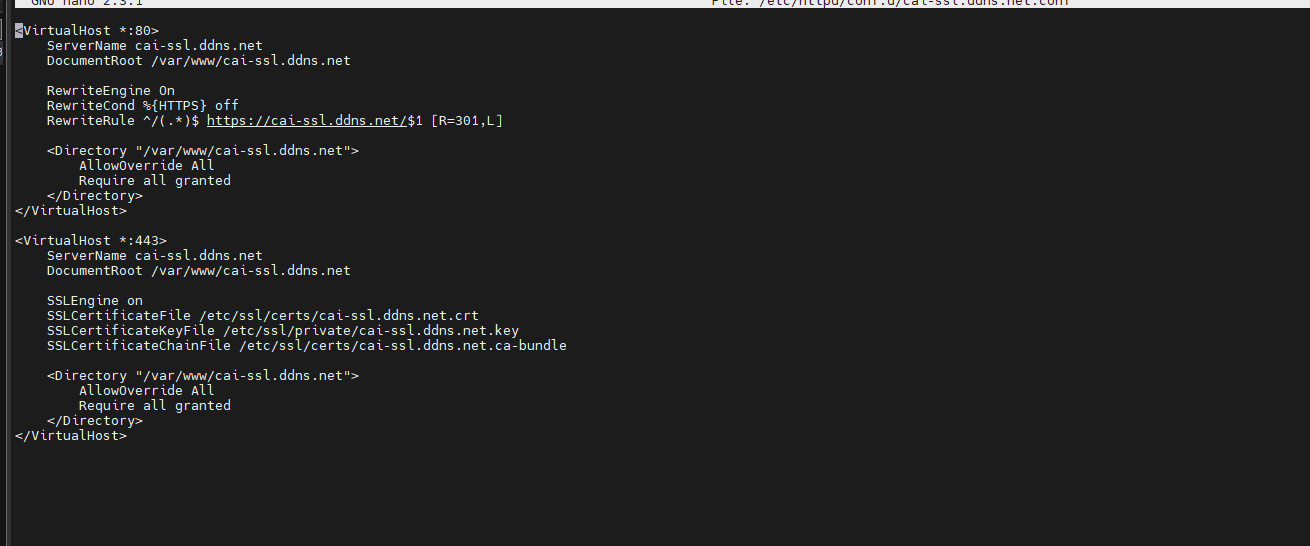 GNU nano 2.3.1 File: /etc/httpd/conf.d/cai-ssl.ddns.net.conf
<VirtualHost *:80>
    ServerName cai-ssl.ddns.net
    DocumentRoot /var/www/cai-ssl.ddns.net
    RewriteEngine On
    RewriteCond %{HTTPS} off
    RewriteRule ^/(.*)$ https://cai-ssl.ddns.net/$1 [R=301,L]
    <Directory "/var/www/cai-ssl.ddns.net">
        AllowOverride All
        Require all granted
    </Directory>
</VirtualHost>
<VirtualHost *:443>
    ServerName cai-ssl.ddns.net
    DocumentRoot /var/www/cai-ssl.ddns.net
    SSLEngine on
    SSLCertificateFile /etc/ssl/certs/cai-ssl.ddns.net.crt
    SSLCertificateKeyFile /etc/ssl/private/cai-ssl.ddns.net.key
    SSLCertificateChainFile /etc/ssl/certs/cai-ssl.ddns.net.ca-bundle
    <Directory "/var/www/cai-ssl.ddns.net">
        AllowOverride All
        Require all granted
    </Directory>
</VirtualHost>